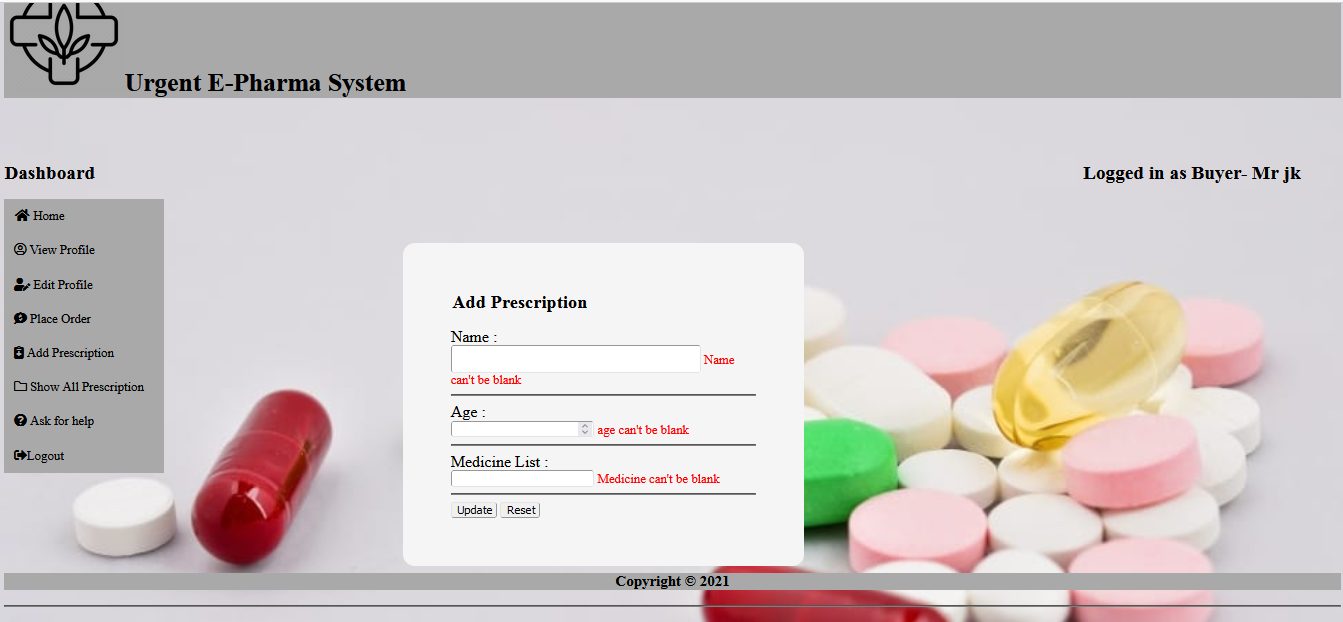 Urgent E-Pharma System
Dashboard
Logged in as Buyer- Mr jk
Home
View Profile
Edit Profile
Place Order
Add Prescription
Show All Prescription
Ask for help
Logout
Add Prescription
Name :
Name
can't be blank
Age :
age can't be blank
Medicine List :
Medicine can't be blank
Update Reset
Copyright © 2021